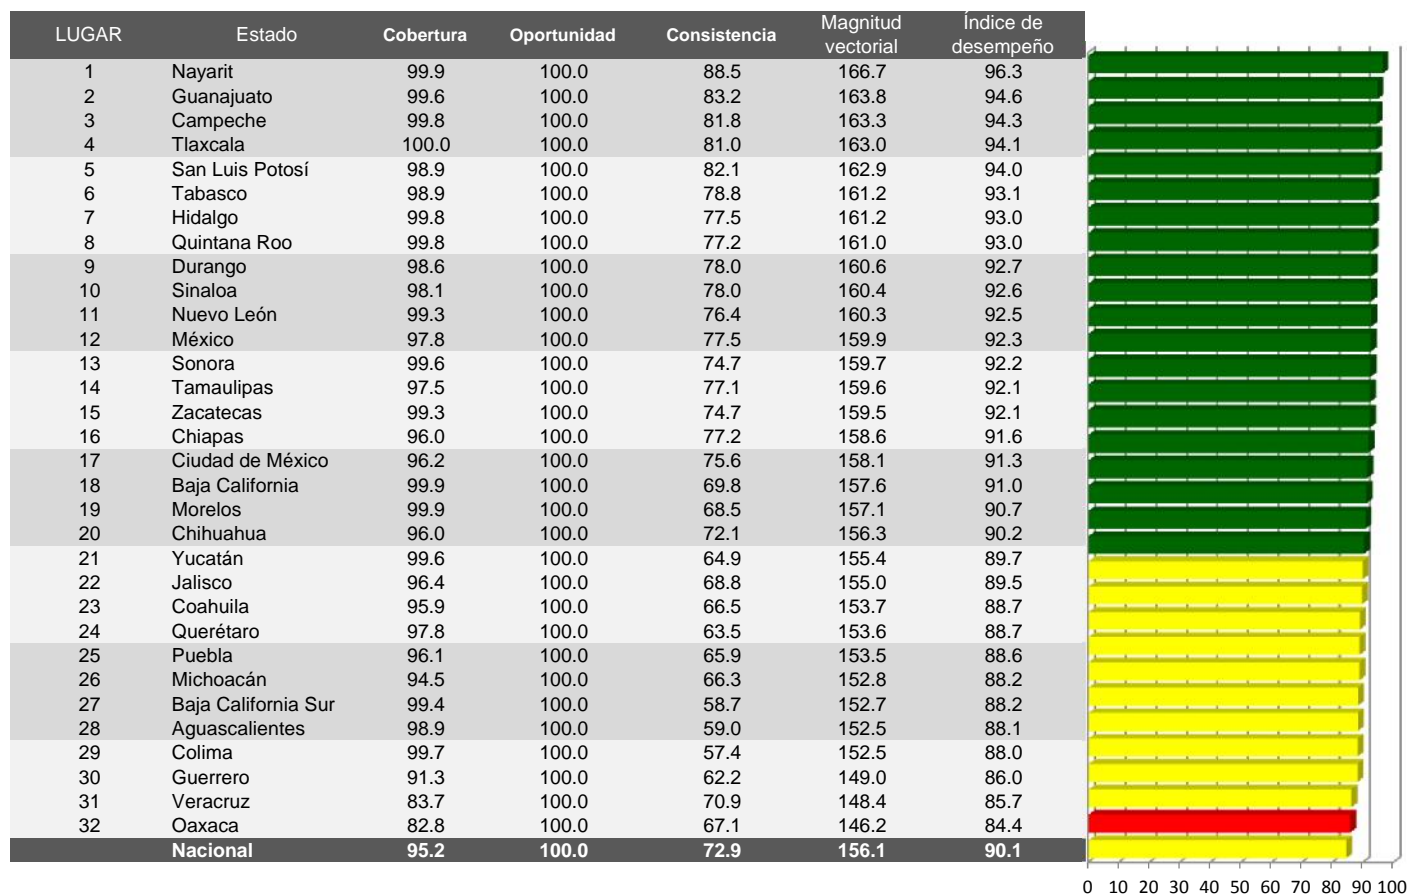 LUGAR Estado Cobertura Oportunidad Consistencia Magnitud vectorial Índice de desempeño
1 Nayarit 99.9 100.0 88.5 166.7 96.3
2 Guanajuato 99.6 100.0 83.2 163.8 94.6
3 Campeche 99.8 100.0 81.8 163.3 94.3
4 Tlaxcala 100.0 100.0 81.0 163.0 94.1
5 San Luis Potosí 98.9 100.0 82.1 162.9 94.0
6 Tabasco 98.9 100.0 78.8 161.2 93.1
7 Hidalgo 99.8 100.0 77.5 161.2 93.0
8 Quintana Roo 99.8 100.0 77.2 161.0 93.0
9 Durango 98.6 100.0 78.0 160.6 92.7
10 Sinaloa 98.1 100.0 78.0 160.4 92.6
11 Nuevo León 99.3 100.0 76.4 160.3 92.5
12 México 97.8 100.0 77.5 159.9 92.3
13 Sonora 99.6 100.0 74.7 159.7 92.2
14 Tamaulipas 97.5 100.0 77.1 159.6 92.1
15 Zacatecas 99.3 100.0 74.7 159.5 92.1
16 Chiapas 96.0 100.0 77.2 158.6 91.6
17 Ciudad de México 96.2 100.0 75.6 158.1 91.3
18 Baja California 99.9 100.0 69.8 157.6 91.0
19 Morelos 99.9 100.0 68.5 157.1 90.7
20 Chihuahua 96.0 100.0 72.1 156.3 90.2
21 Yucatán 99.6 100.0 64.9 155.4 89.7
22 Jalisco 96.4 100.0 68.8 155.0 89.5
23 Coahuila 95.9 100.0 66.5 153.7 88.7
24 Querétaro 97.8 100.0 63.5 153.6 88.7
25 Puebla 96.1 100.0 65.9 153.5 88.6
26 Michoacán 94.5 100.0 66.3 152.8 88.2
27 Baja California Sur 99.4 100.0 58.7 152.7 88.2
28 Aguascalientes 98.9 100.0 59.0 152.5 88.1
29 Colima 99.7 100.0 57.4 152.5 88.0
30 Guerrero 91.3 100.0 62.2 149.0 86.0
31 Veracruz 83.7 100.0 70.9 148.4 85.7
32 Oaxaca 82.8 100.0 67.1 146.2 84.4
Nacional 95.2 100.0 72.9 156.1 90.1
0 10 20 30 40 50 60 70 80 90 100